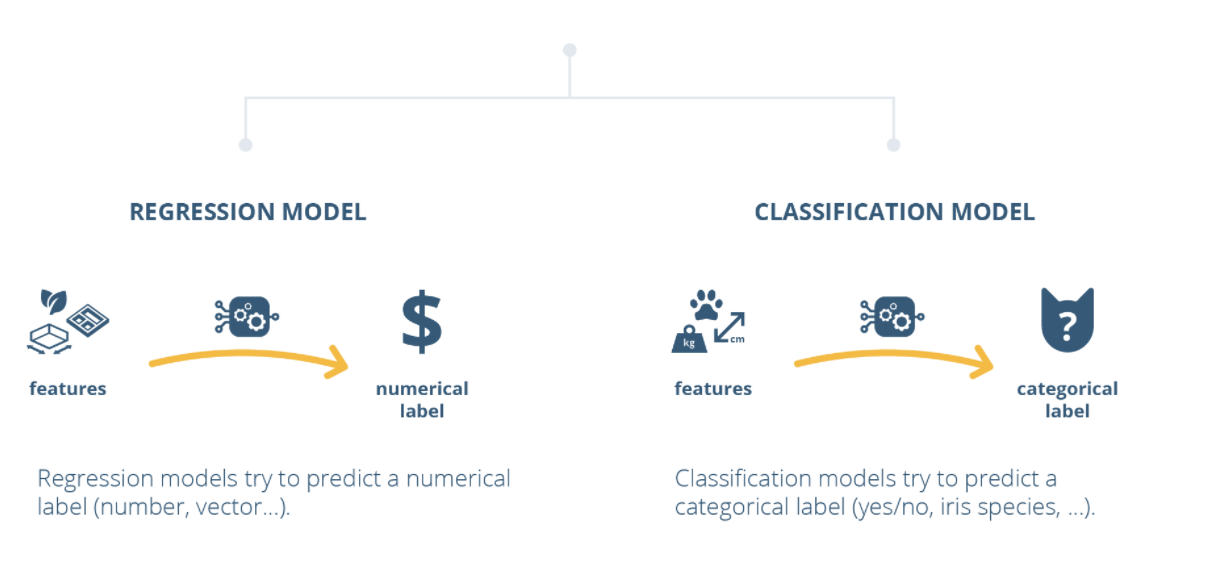 REGRESSION MODEL
CLASSIFICATION MODEL
$
kg
cm
?
features
numerical
label
features
categorical
label
Regression models try to predict a numerical
label (number, vector...).
Classification models try to predict a
categorical label (yes/no, iris species, ...).